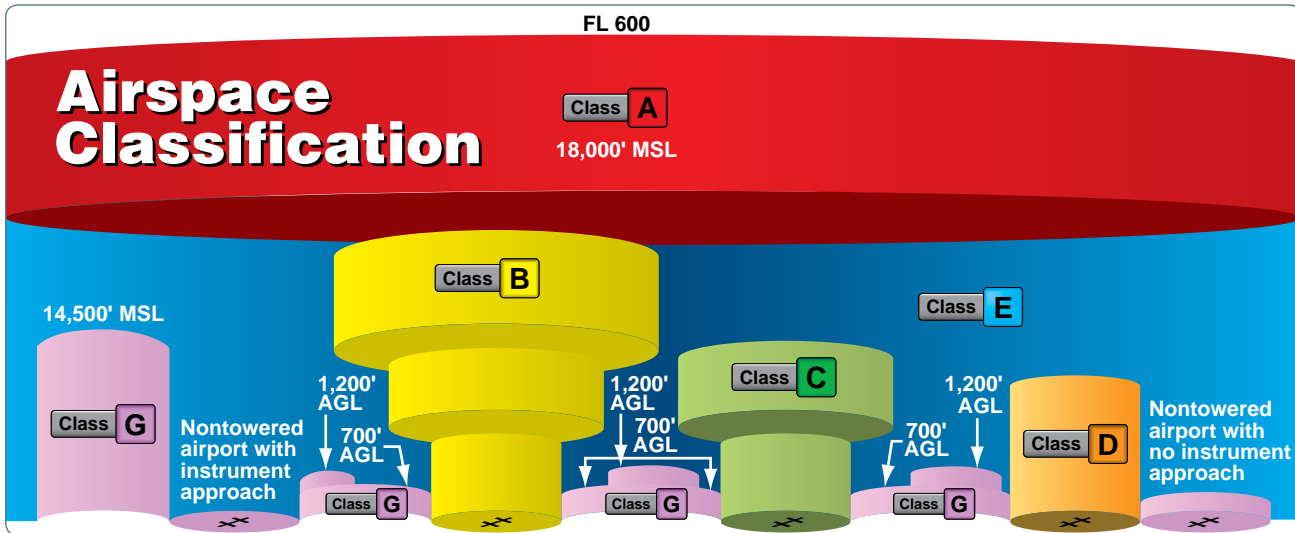 FL 600
Airspace
Classification
Class A
18,000' MSL
Class B
Class E
14,500' MSL
Class C
1,200'
AGL
1,200'
AGL
1,200'
AGL
Class G
Nontowered
airport with
instrument
approach
700'
AGL
700'
AGL
700'
AGL
Class D
Nontowered
airport with
no instrument
approach
Class G
Class G
Class G